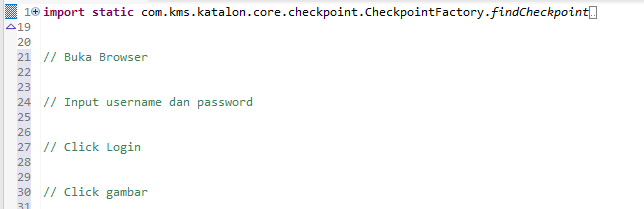 1 import static com.kms.katalon.core.checkpoint.CheckpointFactory.findCheckpoint
19
20
21 // Buka Browser
22
23
24 // Input username dan password
25
26
27 // Click Login
28
29
30 // Click gambar
31